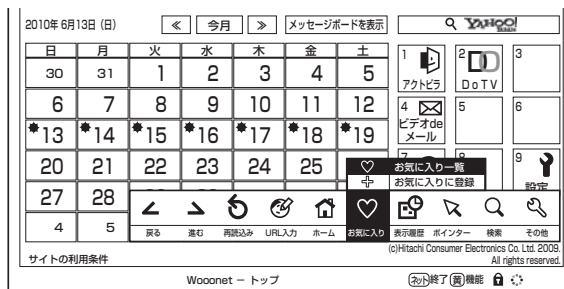 2010年 6月13日（日） ≪ 今月 ≫ メッセージボードを表示 YAHOO! JAPAN
日 月 火 水 木 金 土
30 31 1 2 3 4 5
6 7 8 9 10 11 12
13 14 15 16 17 18 19
20 21 22 23 24 25
27 28
4 5
1 アクトビラ
2 DoTV
3
4 ビデオde
メール
5
6
7
8
9 設定
お気に入り一覧
お気に入りに登録
戻る 進む 再読込み URL入力 ホーム お気に入り 表示履歴 ポインター 検索 その他
サイトの利用条件
(c)Hitachi Consumer Electronics Co. Ltd. 2009.
All rights reserved.
Wooonet − トップ ネット終了 黄機能